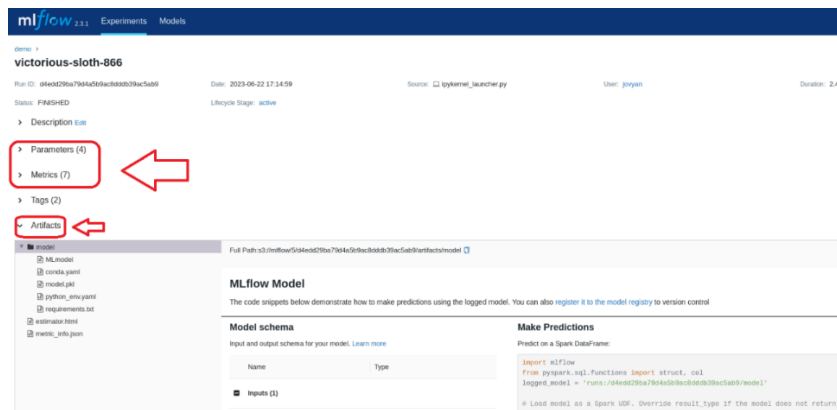 mlflow 2.3.1 Experiments Models
demo >
victorious-sloth-866
Run ID: d4edd29ba79d4a5b9ac8dddb39ac5ab9 Date: 2023-06-22 17:14:59 Source: ipykernel_launcher.py User: jovyan Duration: 2.4
Status: FINISHED Lifecycle Stage: active
> Description Edit
> Parameters (4)
> Metrics (7)
> Tags (2)
Artifacts
model
MLmodel
conda.yaml
model.pkl
python_env.yaml
requirements.txt
estimator.html
metric_info.json
Full Path:s3://mlflow/5/d4edd29ba79d4a5b9ac8dddb39ac5ab9/artifacts/model
MLflow Model
The code snippets below demonstrate how to make predictions using the logged model. You can also register it to the model registry to version control
Model schema
Input and output schema for your model. Learn more
Name Type
Inputs (1)
Make Predictions
Predict on a Spark DataFrame:
import mlflow
from pyspark.sql.functions import struct, col
logged_model = 'runs:/d4edd29ba79d4a5b9ac8dddb39ac5ab9/model'
# Load model as a Spark UDF. Override result_type if the model does not return